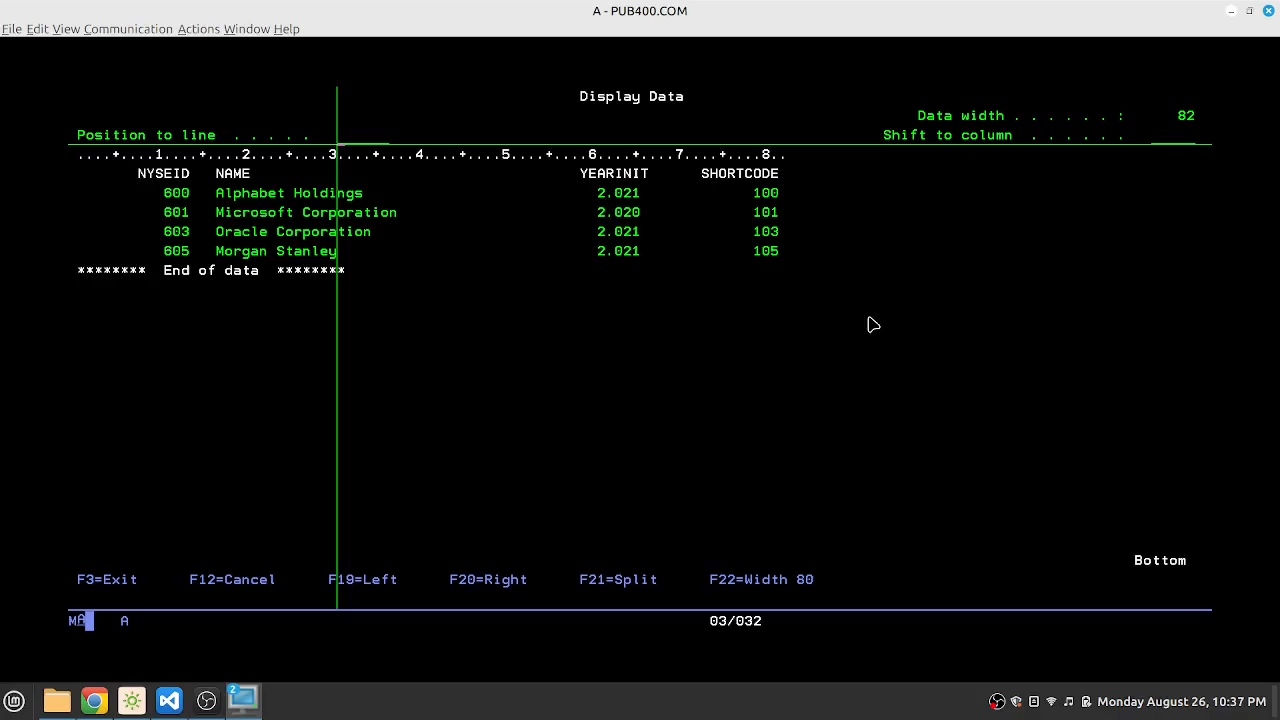 A - PUB400.COM
File Edit View Communication Actions Window Help
Display Data
Data width . . . . . . : 82
Position to line . . . . . Shift to column . . . . . .
....+....1....+....2....+....3....+....4....+....5....+....6....+....7....+....8..
NYSEID NAME YEARINIT SHORTCODE
600 Alphabet Holdings 2.021 100
601 Microsoft Corporation 2.020 101
603 Oracle Corporation 2.021 103
605 Morgan Stanley 2.021 105
******** End of data ********
Bottom
F3=Exit F12=Cancel F19=Left F20=Right F21=Split F22=Width 80
MA A 03/032
2
Monday August 26, 10:37 PM